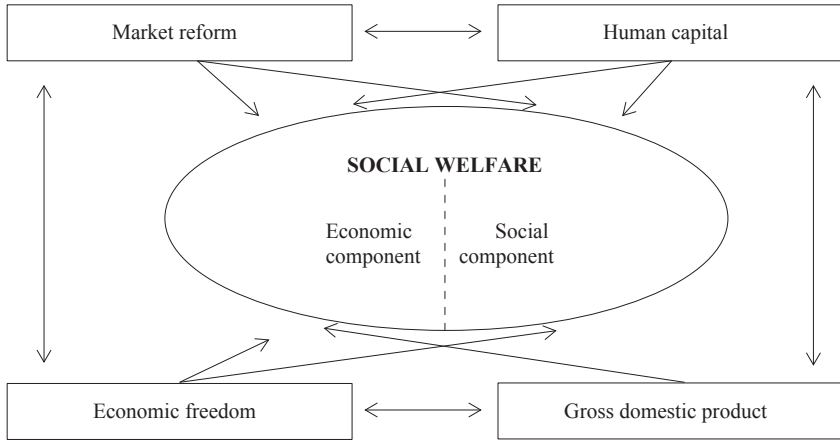 Market reform
Human capital
SOCIAL WELFARE
Economic
component
Social
component
Economic freedom
Gross domestic product